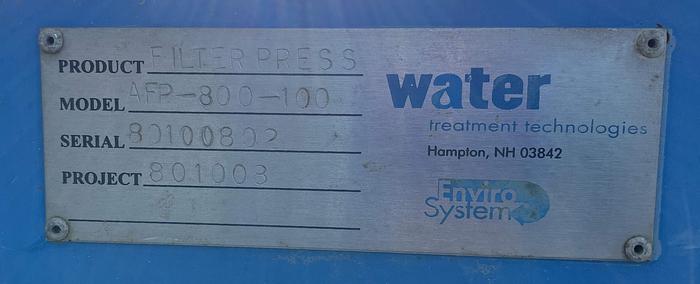 PRODUCT FILTER PRESS
MODEL AFP-800-100
SERIAL 80100802
PROJECT 801003
water
treatment technologies
Hampton, NH 03842
Enviro
System